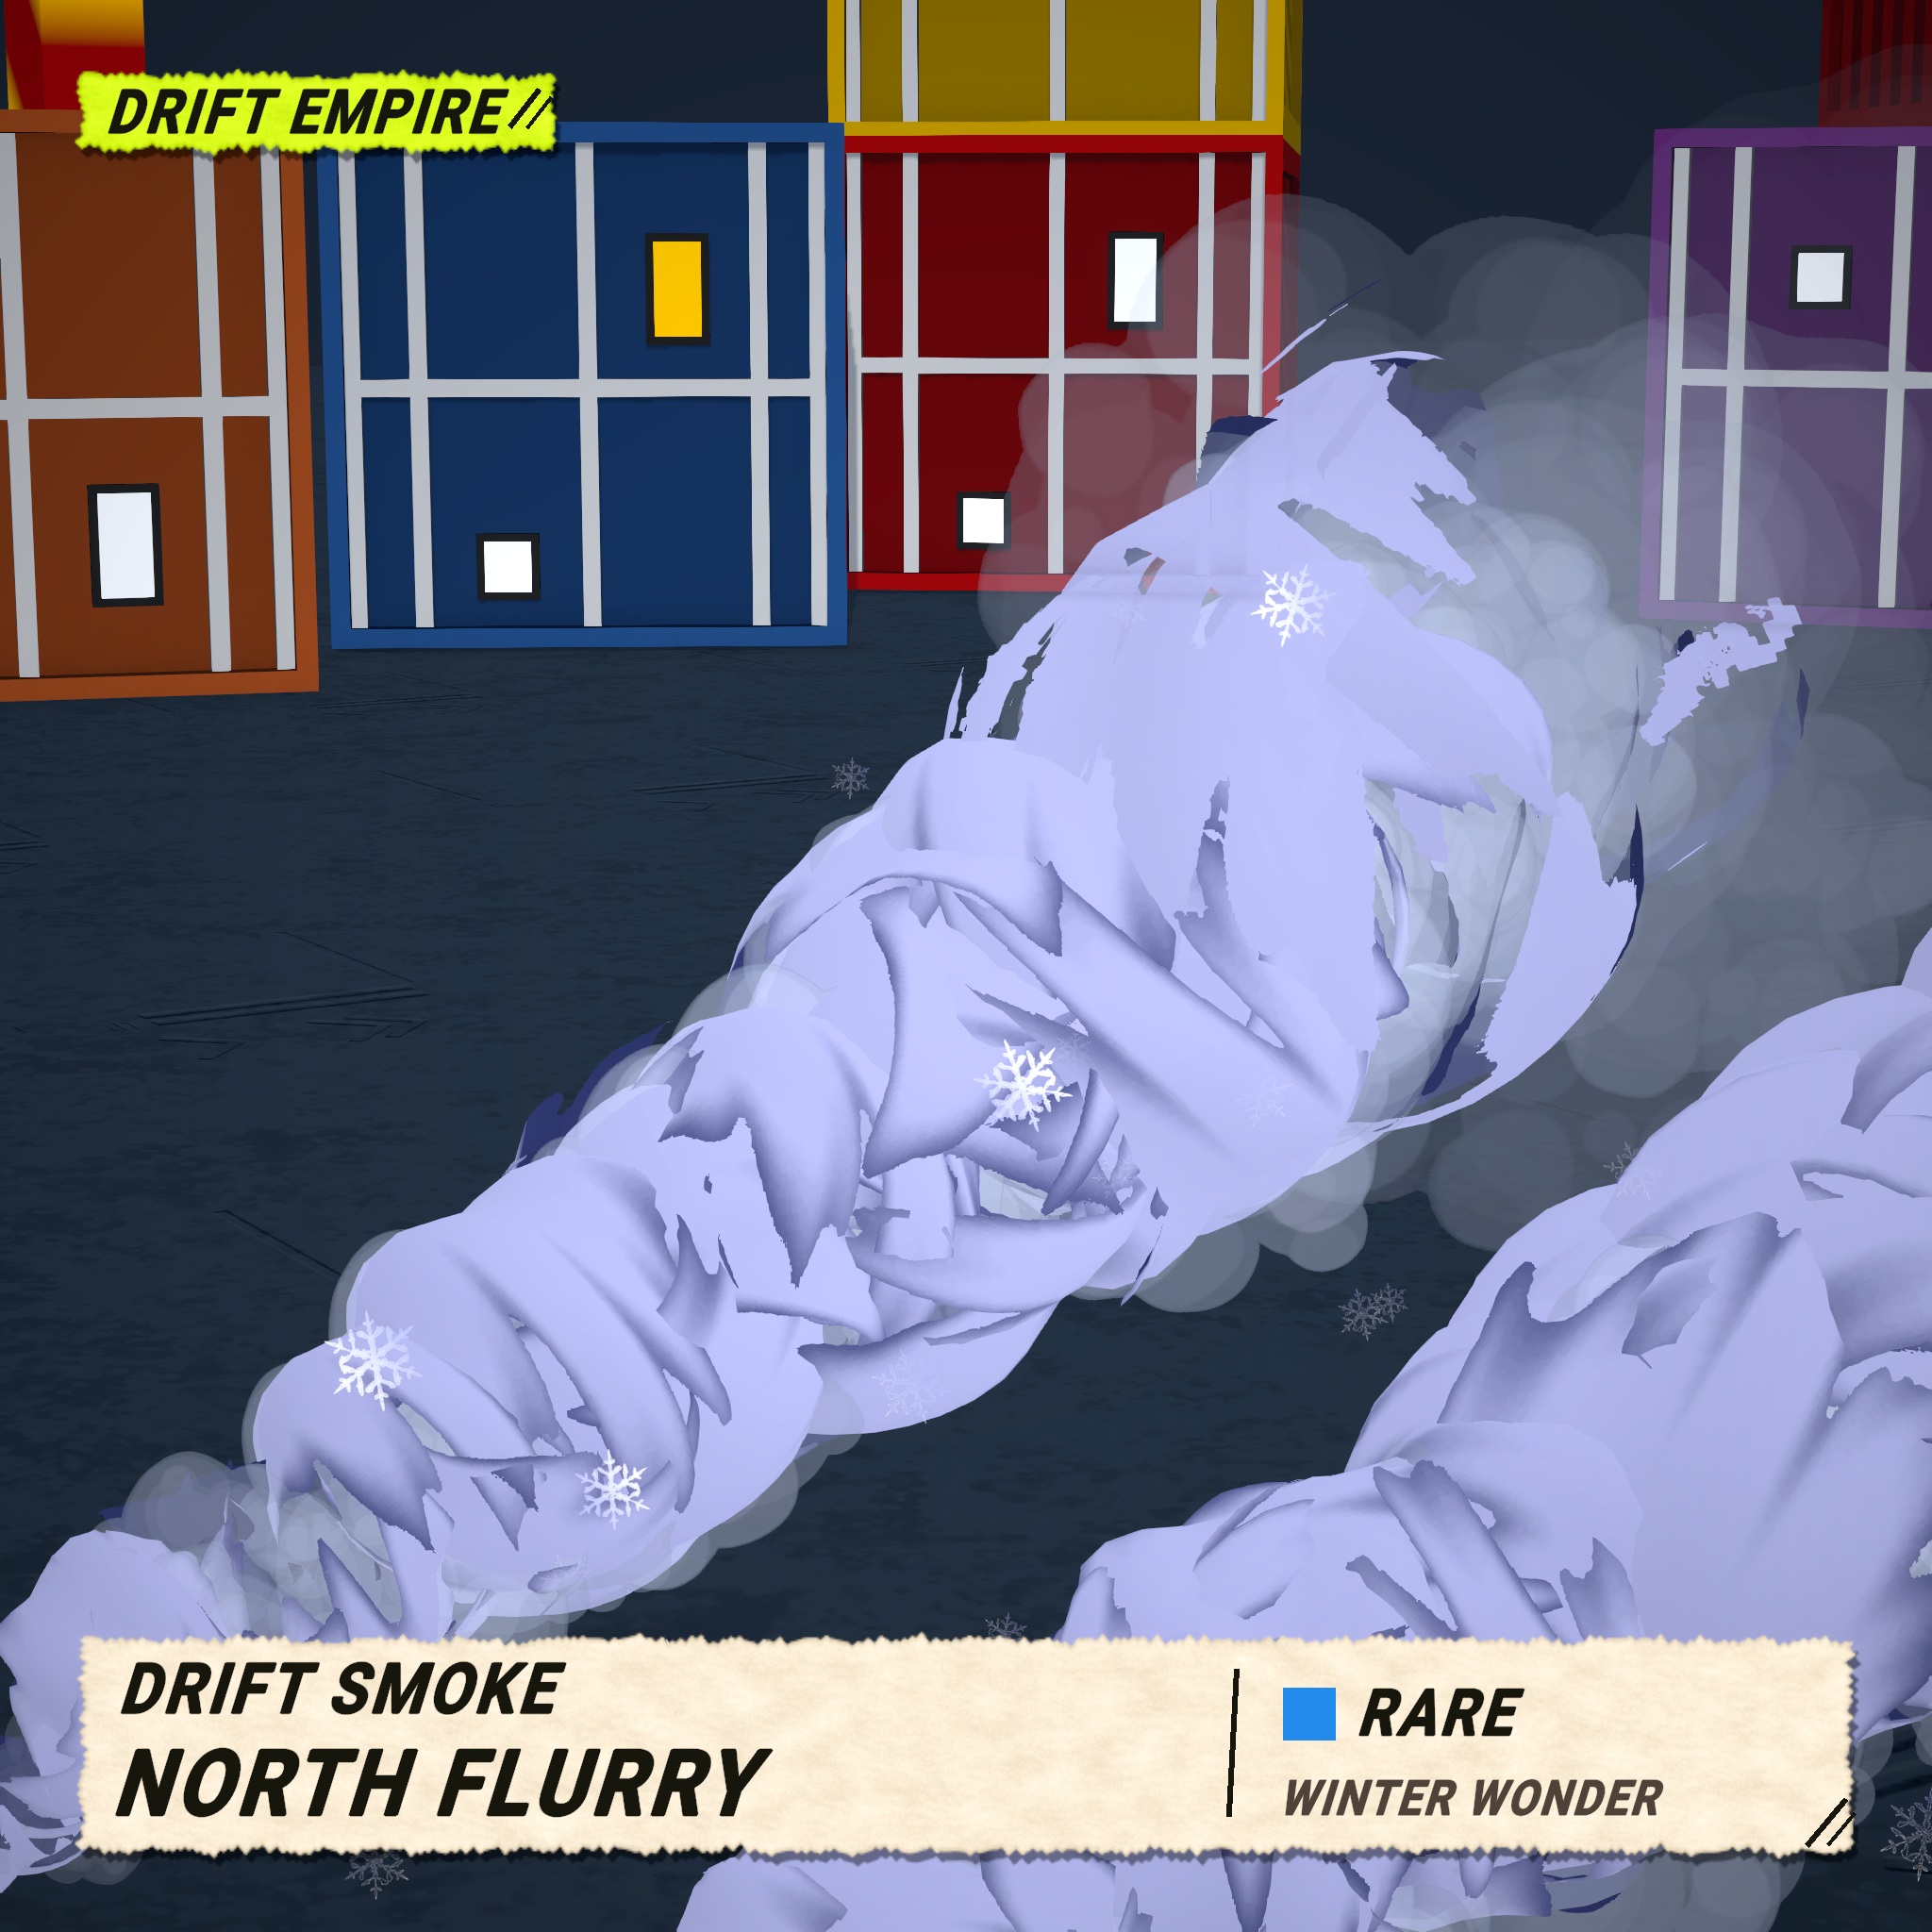 DRIFT EMPIRE//
DRIFT SMOKE
NORTH FLURRY
RARE
WINTER WONDER